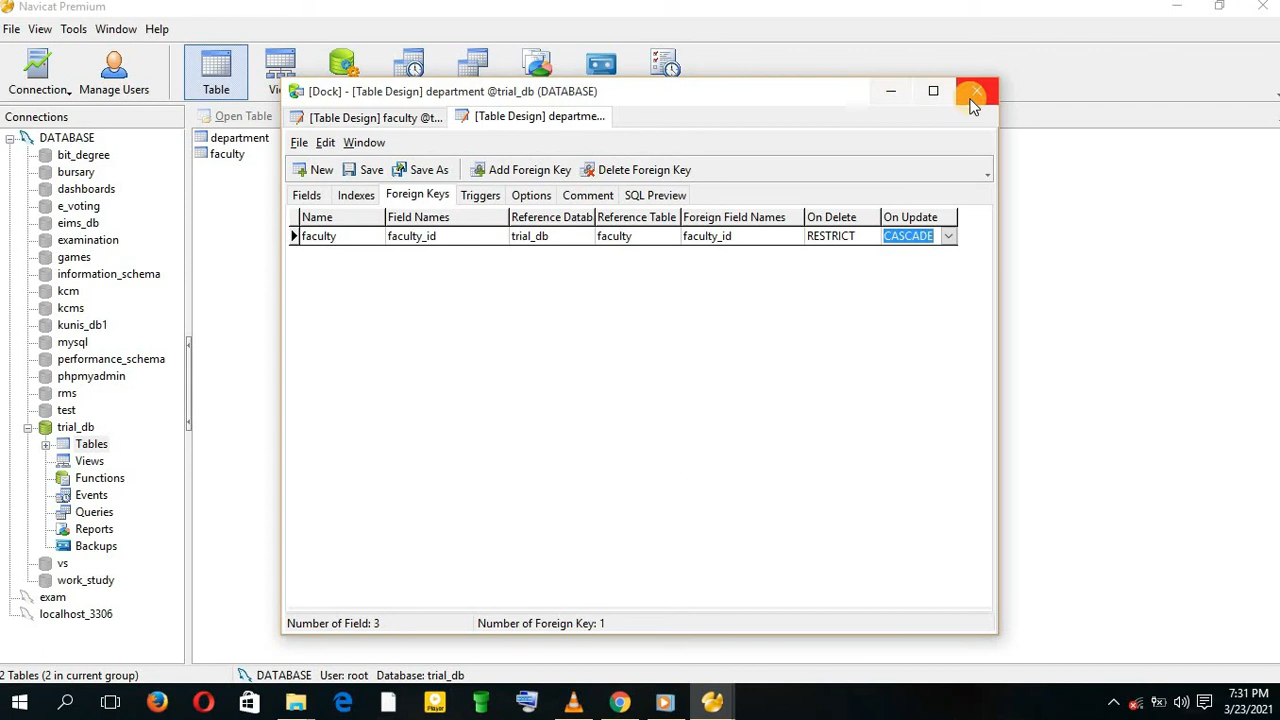 Navicat Premium
File View Tools Window Help
Connection Manage Users Table
Connections
DATABASE
bit_degree
bursary
dashboards
e_voting
eims_db
examination
games
information_schema
kcm
kcms
kunis_db1
mysql
performance_schema
phpmyadmin
rms
test
trial_db
Tables
Views
Functions
Events
Queries
Reports
Backups
vs
work_study
exam
localhost_3306
Open Table
department
faculty
[Dock] - [Table Design] department @trial_db (DATABASE)
[Table Design] faculty @t... [Table Design] departme...
File Edit Window
New Save Save As Add Foreign Key Delete Foreign Key
Fields Indexes Foreign Keys Triggers Options Comment SQL Preview
Name Field Names Reference Datab Reference Table Foreign Field Names On Delete On Update
faculty faculty_id trial_db faculty faculty_id RESTRICT CASCADE
Number of Field: 3 Number of Foreign Key: 1
2 Tables (2 in current group) DATABASE User: root Database: trial_db
Player
7:31 PM
3/23/2021